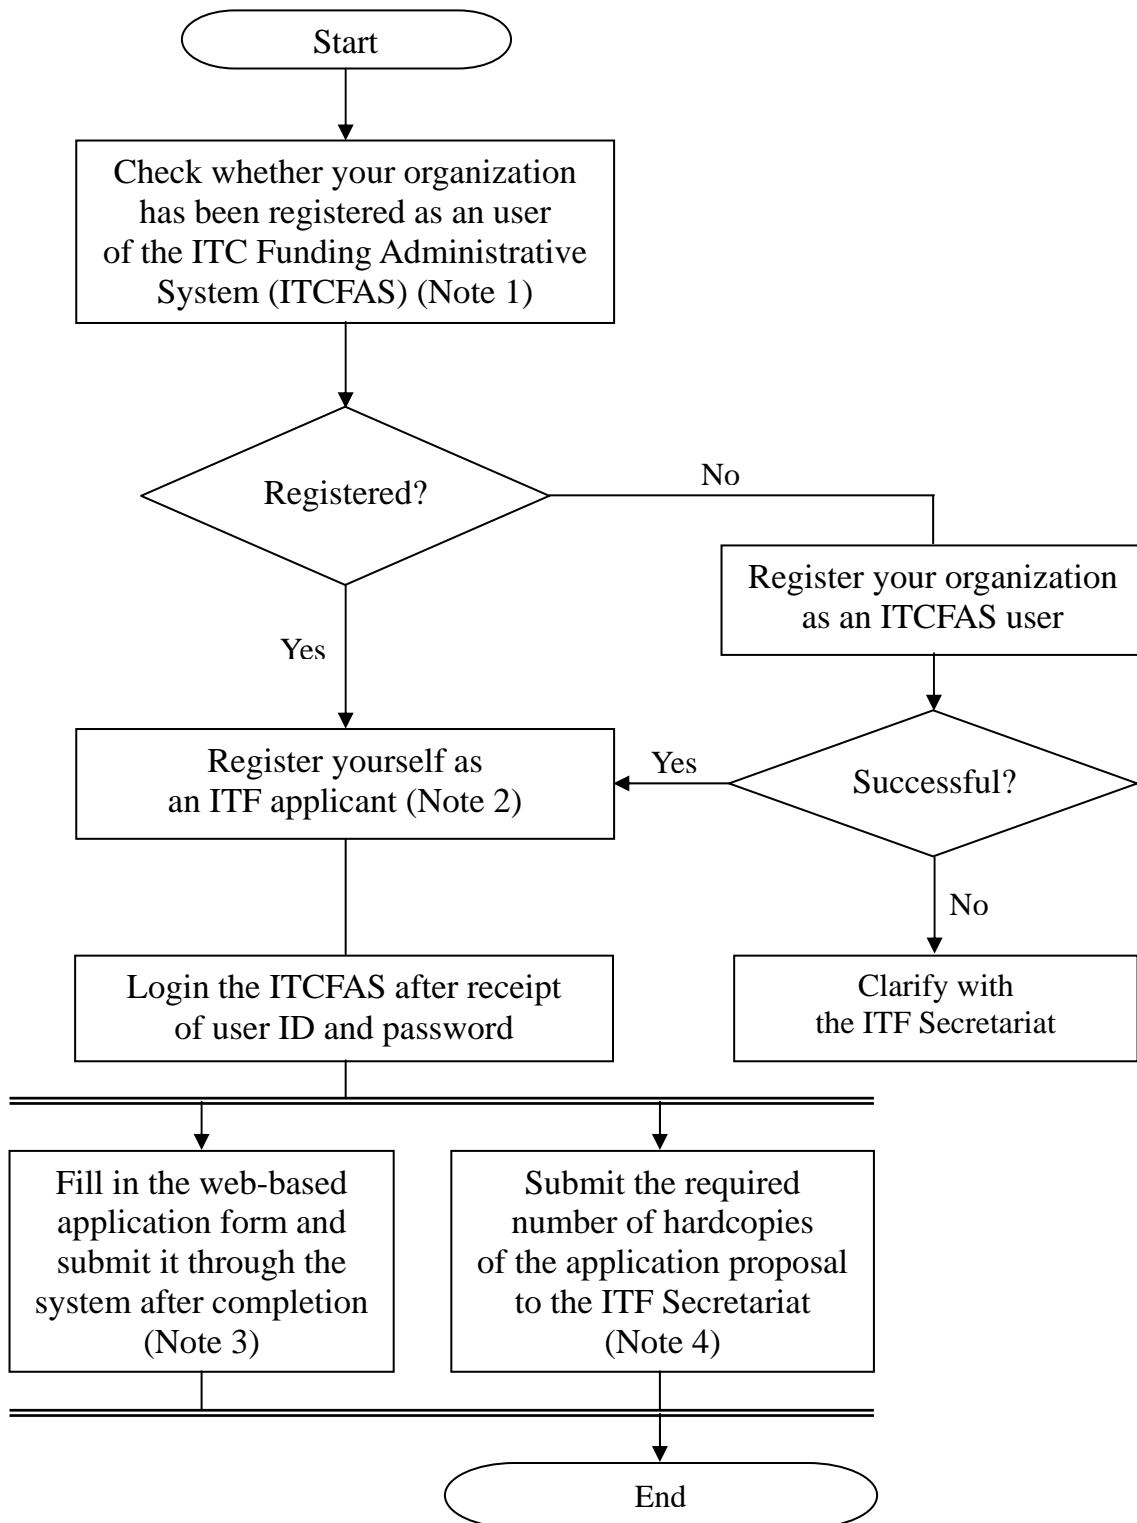 Start
Check whether your organization
has been registered as an user
of the ITC Funding Administrative
System (ITCFAS) (Note 1)
Registered?
No
Register your organization
as an ITCFAS user
Yes
Register yourself as
an ITF applicant (Note 2)
Yes
Successful?
No
Login the ITCFAS after receipt
of user ID and password
Clarify with
the ITF Secretariat
Fill in the web-based
application form and
submit it through the
system after completion
(Note 3)
Submit the required
number of hardcopies
of the application proposal
to the ITF Secretariat
(Note 4)
End